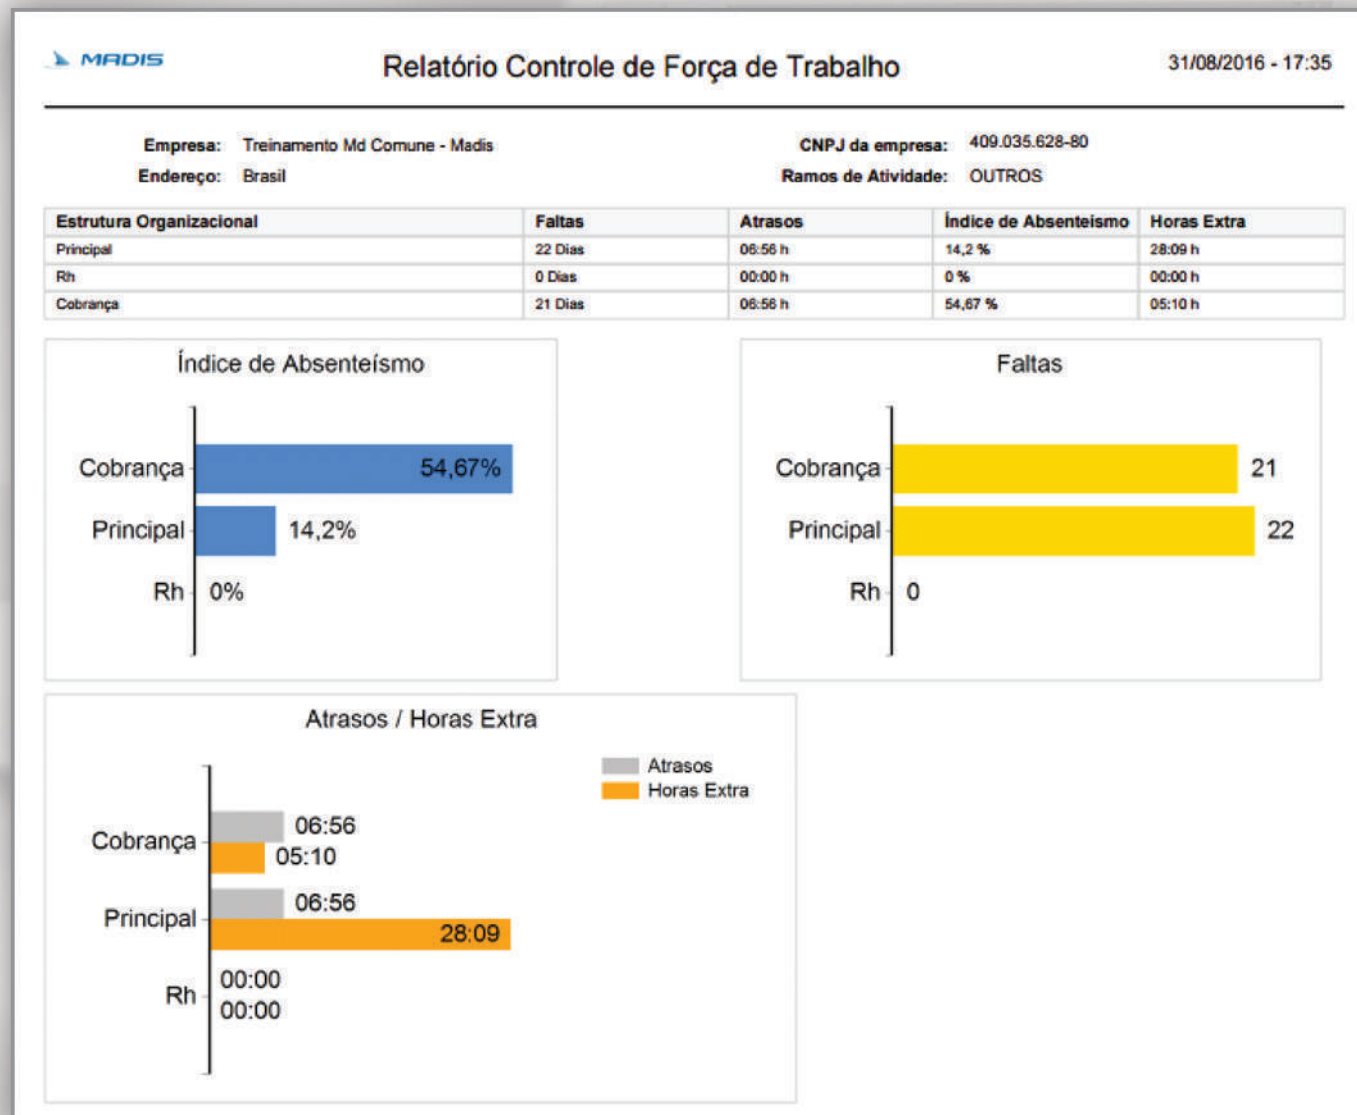 MADIS
Relatório Controle de Força de Trabalho
31/08/2016 - 17:35
Empresa: Treinamento Md Comune - Madis
CNPJ da empresa: 409.035.628-80
Endereço: Brasil
Ramos de Atividade: OUTROS
Estrutura Organizacional Faltas Atrasos Índice de Absenteismo Horas Extra
Principal 22 Dias 06:56 h 14,2 % 28:09 h
Rh 0 Dias 00:00 h 0 % 00:00 h
Cobrança 21 Dias 06:56 h 54,67 % 05:10 h
Índice de Absenteísmo
Cobrança 54,67%
Principal 14,2%
Rh 0%
Faltas
Cobrança 21
Principal 22
Rh 0
Atrasos / Horas Extra
Atrasos
Horas Extra
Cobrança
06:56
05:10
Principal
06:56
28:09
Rh
00:00
00:00